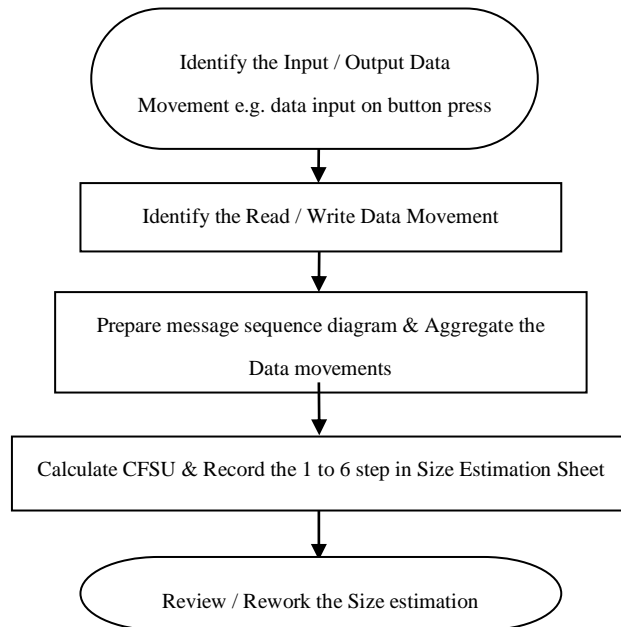 Identify the Input / Output Data
Movement e.g. data input on button press
Identify the Read / Write Data Movement
Prepare message sequence diagram & Aggregate the
Data movements
Calculate CFSU & Record the 1 to 6 step in Size Estimation Sheet
Review / Rework the Size estimation